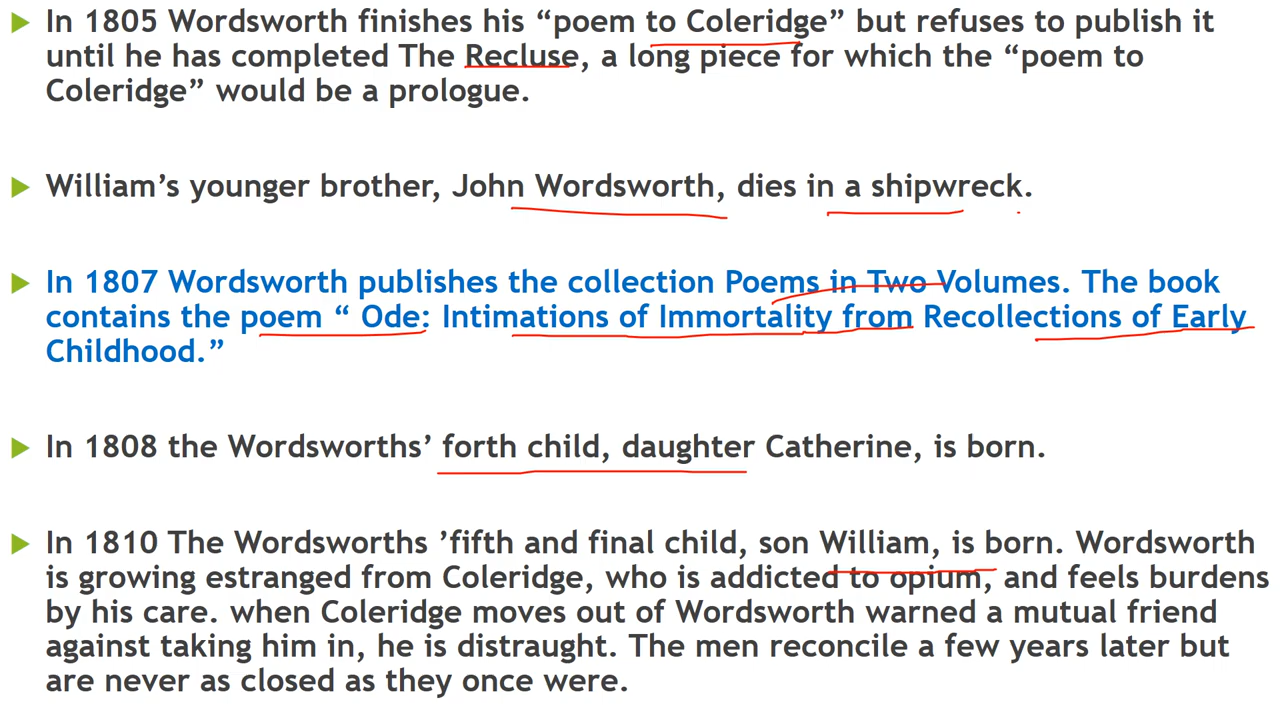 In 1805 Wordsworth finishes his “poem to Coleridge” but refuses to publish it
until he has completed The Recluse, a long piece for which the “poem to
Coleridge” would be a prologue.
William’s younger brother, John Wordsworth, dies in a shipwreck.
In 1807 Wordsworth publishes the collection Poems in Two Volumes. The book
contains the poem “ Ode: Intimations of Immortality from Recollections of Early
Childhood.”
In 1808 the Wordsworths’ forth child, daughter Catherine, is born.
In 1810 The Wordsworths ’fifth and final child, son William, is born. Wordsworth
is growing estranged from Coleridge, who is addicted to opium, and feels burdens
by his care. when Coleridge moves out of Wordsworth warned a mutual friend
against taking him in, he is distraught. The men reconcile a few years later but
are never as closed as they once were.